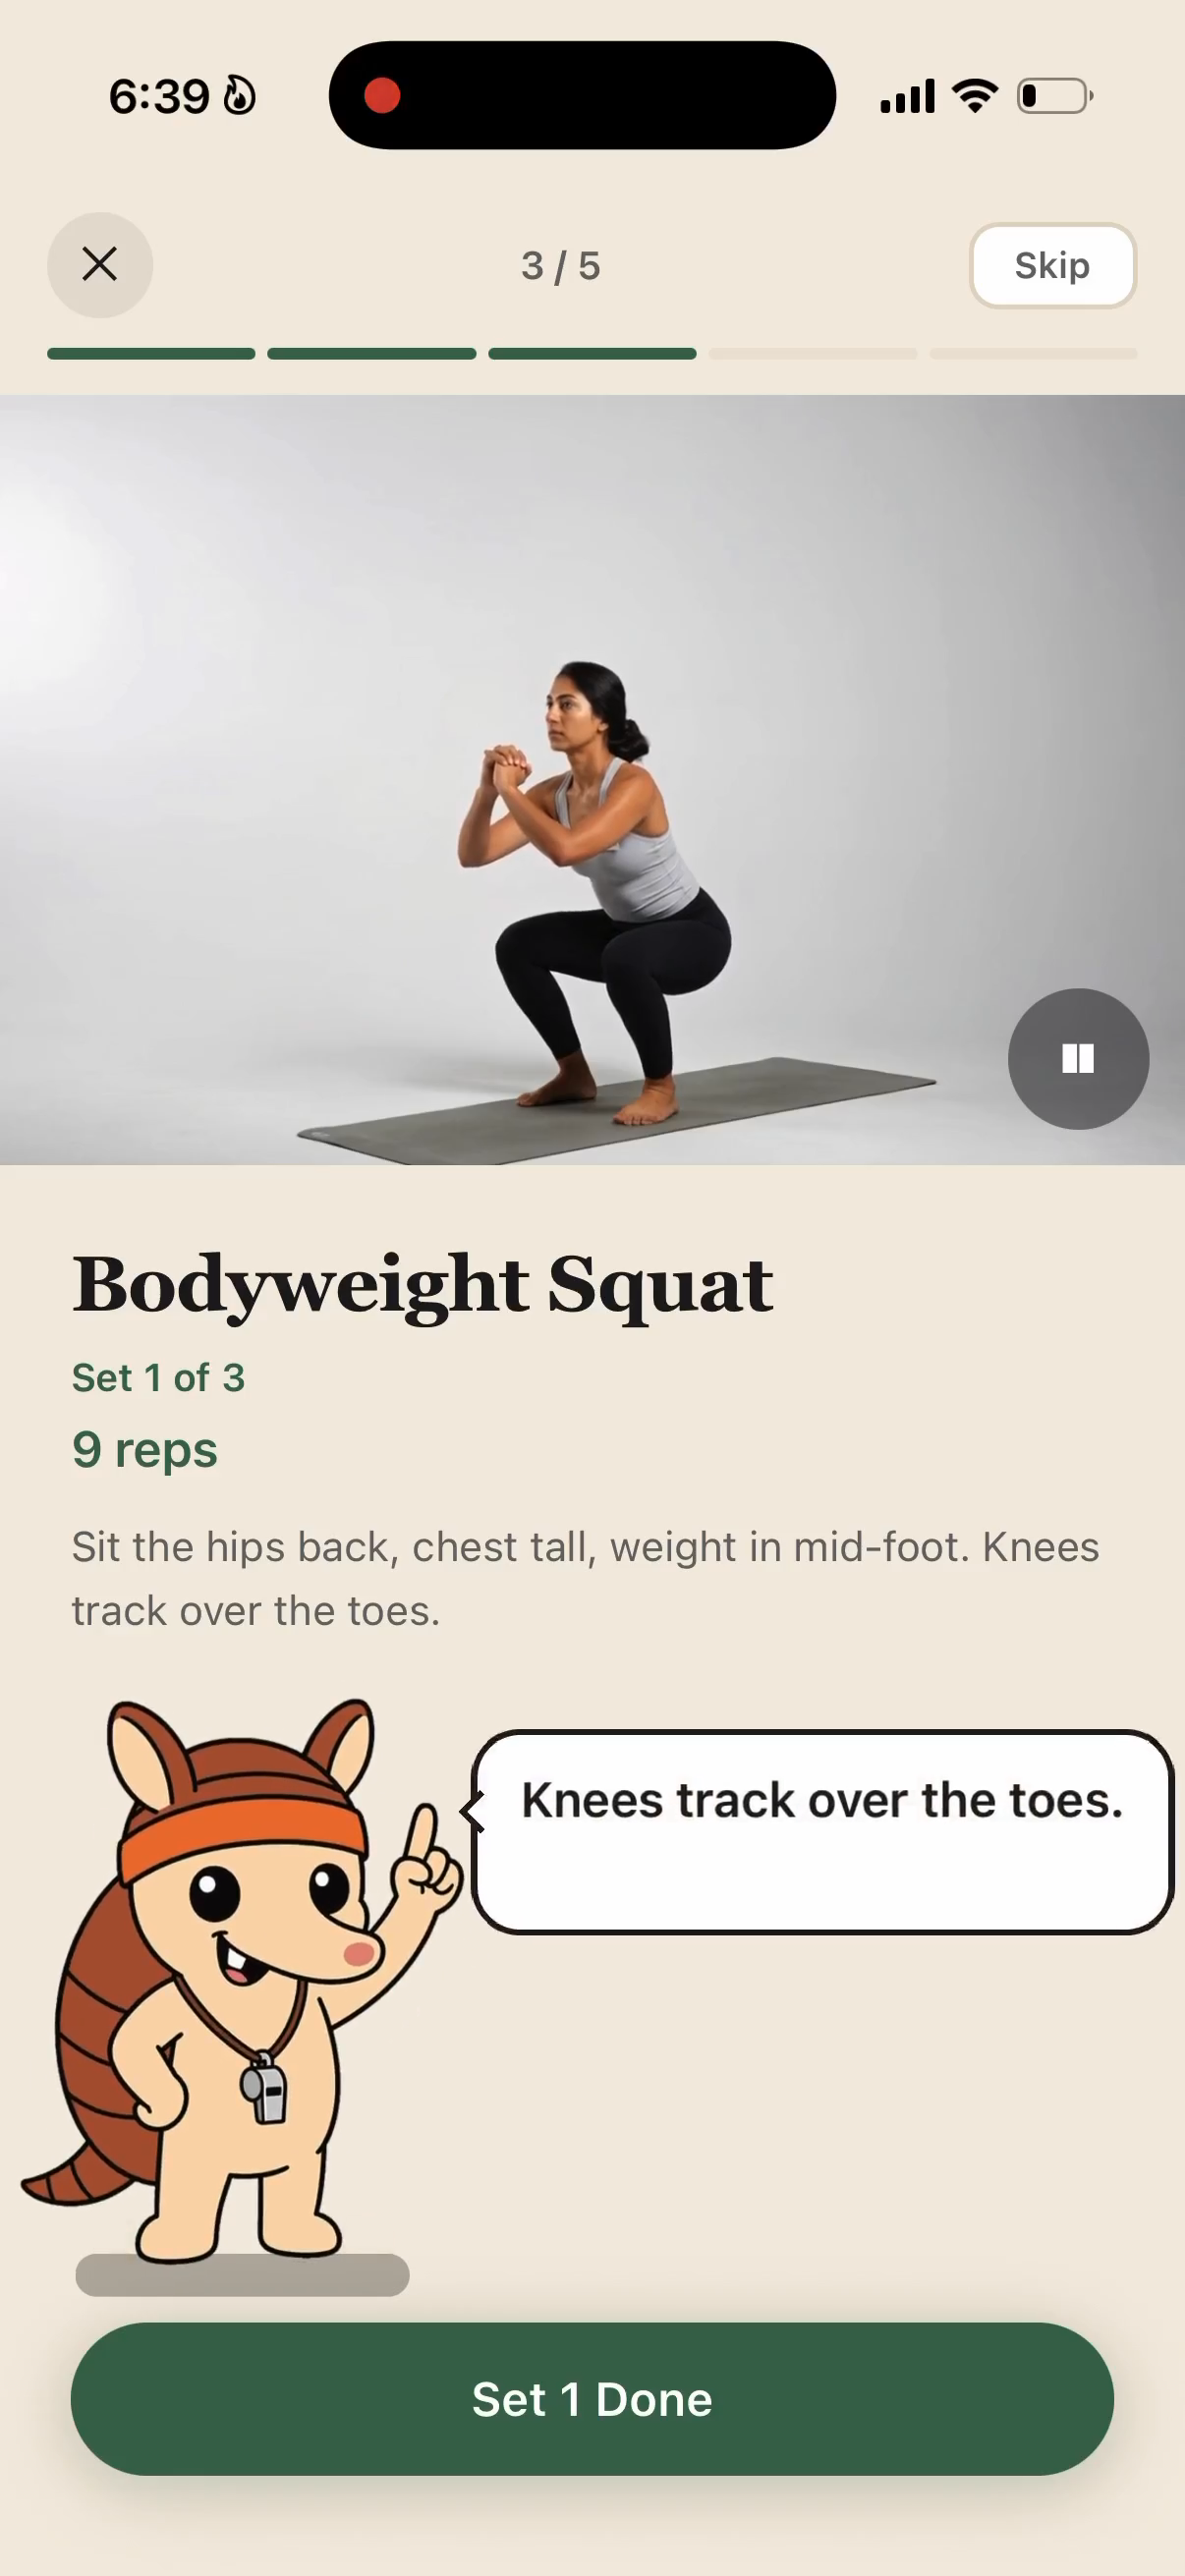 6:39
3 / 5
Skip
Bodyweight Squat
Set 1 of 3
9 reps
Sit the hips back, chest tall, weight in mid-foot. Knees
track over the toes.
Knees track over the toes.
Set 1 Done